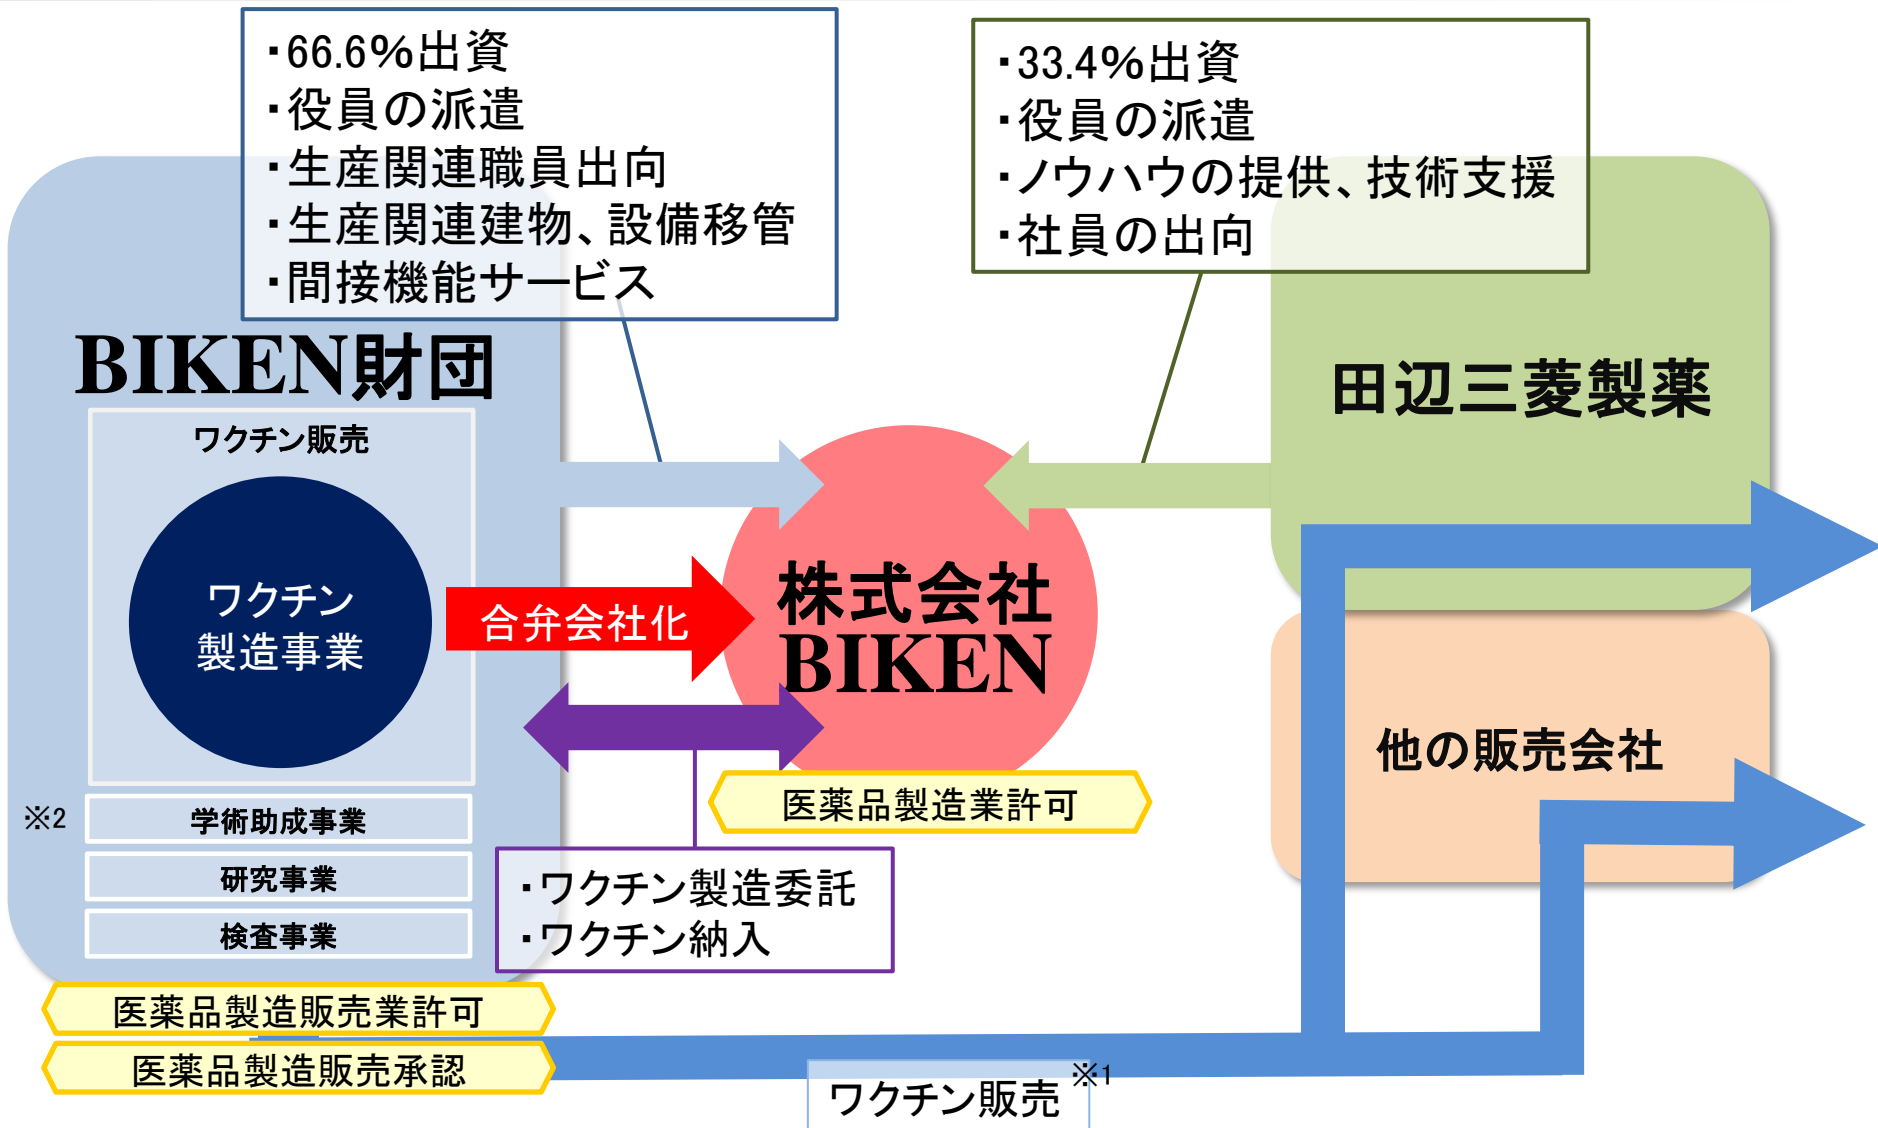 ・66.6%出資
・役員の派遣
・生産関連職員出向
・生産関連建物、設備移管
・間接機能サービス
・33.4%出資
・役員の派遣
・ノウハウの提供、技術支援
・社員の出向
BIKEN財団
ワクチン販売
ワクチン
製造事業
※2
学術助成事業
研究事業
検査事業
医薬品製造販売業許可
医薬品製造販売承認
合弁会社化
株式会社
BIKEN
医薬品製造業許可
・ワクチン製造委託
・ワクチン納入
田辺三菱製薬
他の販売会社
ワクチン販売※1